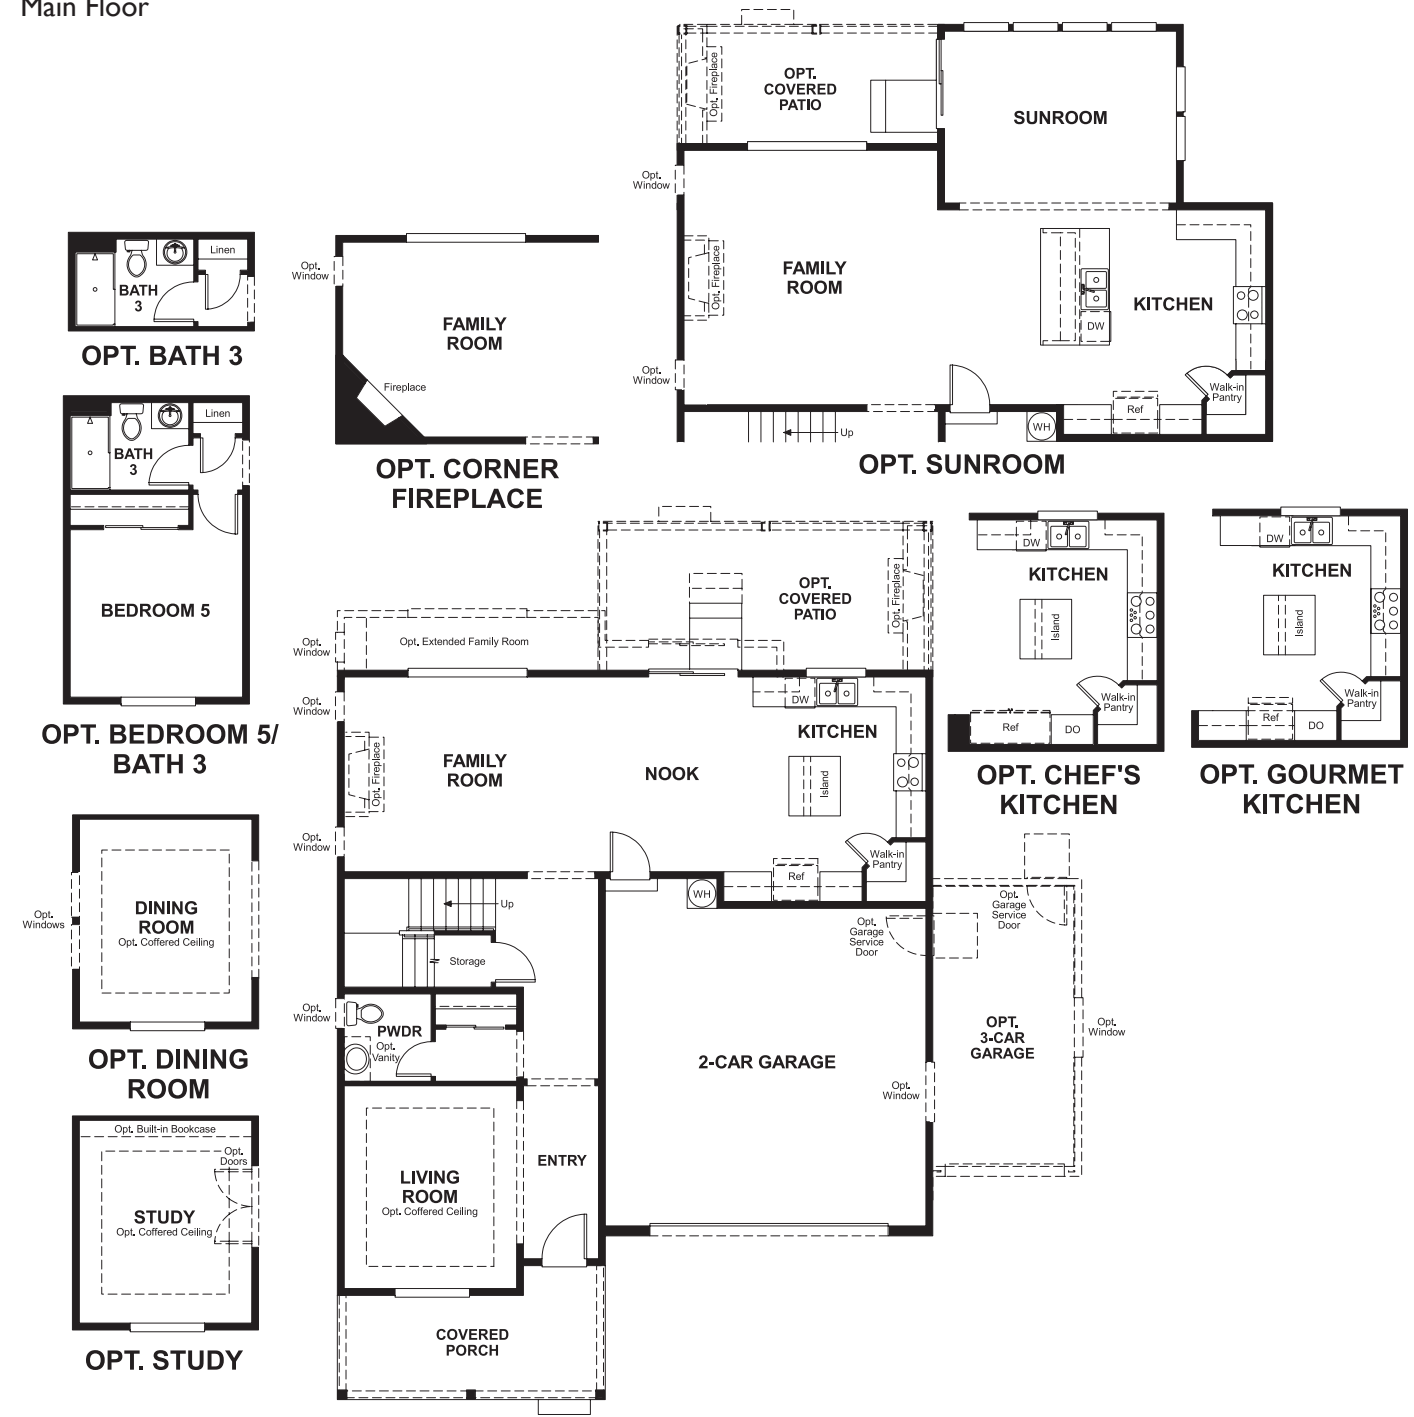 Main Floor
OPT.
COVERED
PATIO
Opt. Fireplace
SUNROOM
Opt.
Window
FAMILY
ROOM
Opt. Fireplace
KITCHEN
DW
Opt.
Window
Walk-in
Pantry
Ref
WH
Up
OPT. SUNROOM
Linen
BATH
3
OPT. BATH 3
Opt.
Window
FAMILY
ROOM
Fireplace
OPT. CORNER
FIREPLACE
Linen
BATH
3
BEDROOM 5
OPT. BEDROOM 5/
BATH 3
DW
KITCHEN
Island
Walk-in
Pantry
Ref
DO
OPT. CHEF'S
KITCHEN
DW
KITCHEN
Island
Walk-in
Pantry
Ref
DO
OPT. GOURMET
KITCHEN
OPT.
COVERED
PATIO
Opt. Fireplace
Opt.
Window
Opt. Extended Family Room
Opt.
Window
DW
KITCHEN
FAMILY
ROOM
NOOK
Opt. Fireplace
Island
Opt.
Window
Walk-in
Pantry
Ref
WH
Up
Storage
Opt.
Garage
Service
Door
Opt.
Garage
Service
Door
Opt.
Window
PWDR
Opt.
Vanity
2-CAR GARAGE
OPT.
3-CAR
GARAGE
Opt.
Window
Opt.
Window
ENTRY
LIVING
ROOM
Opt. Coffered Ceiling
COVERED
PORCH
Opt.
Windows
DINING
ROOM
Opt. Coffered Ceiling
OPT. DINING
ROOM
Opt. Built-in Bookcase
Opt.
Doors
STUDY
Opt. Coffered Ceiling
OPT. STUDY